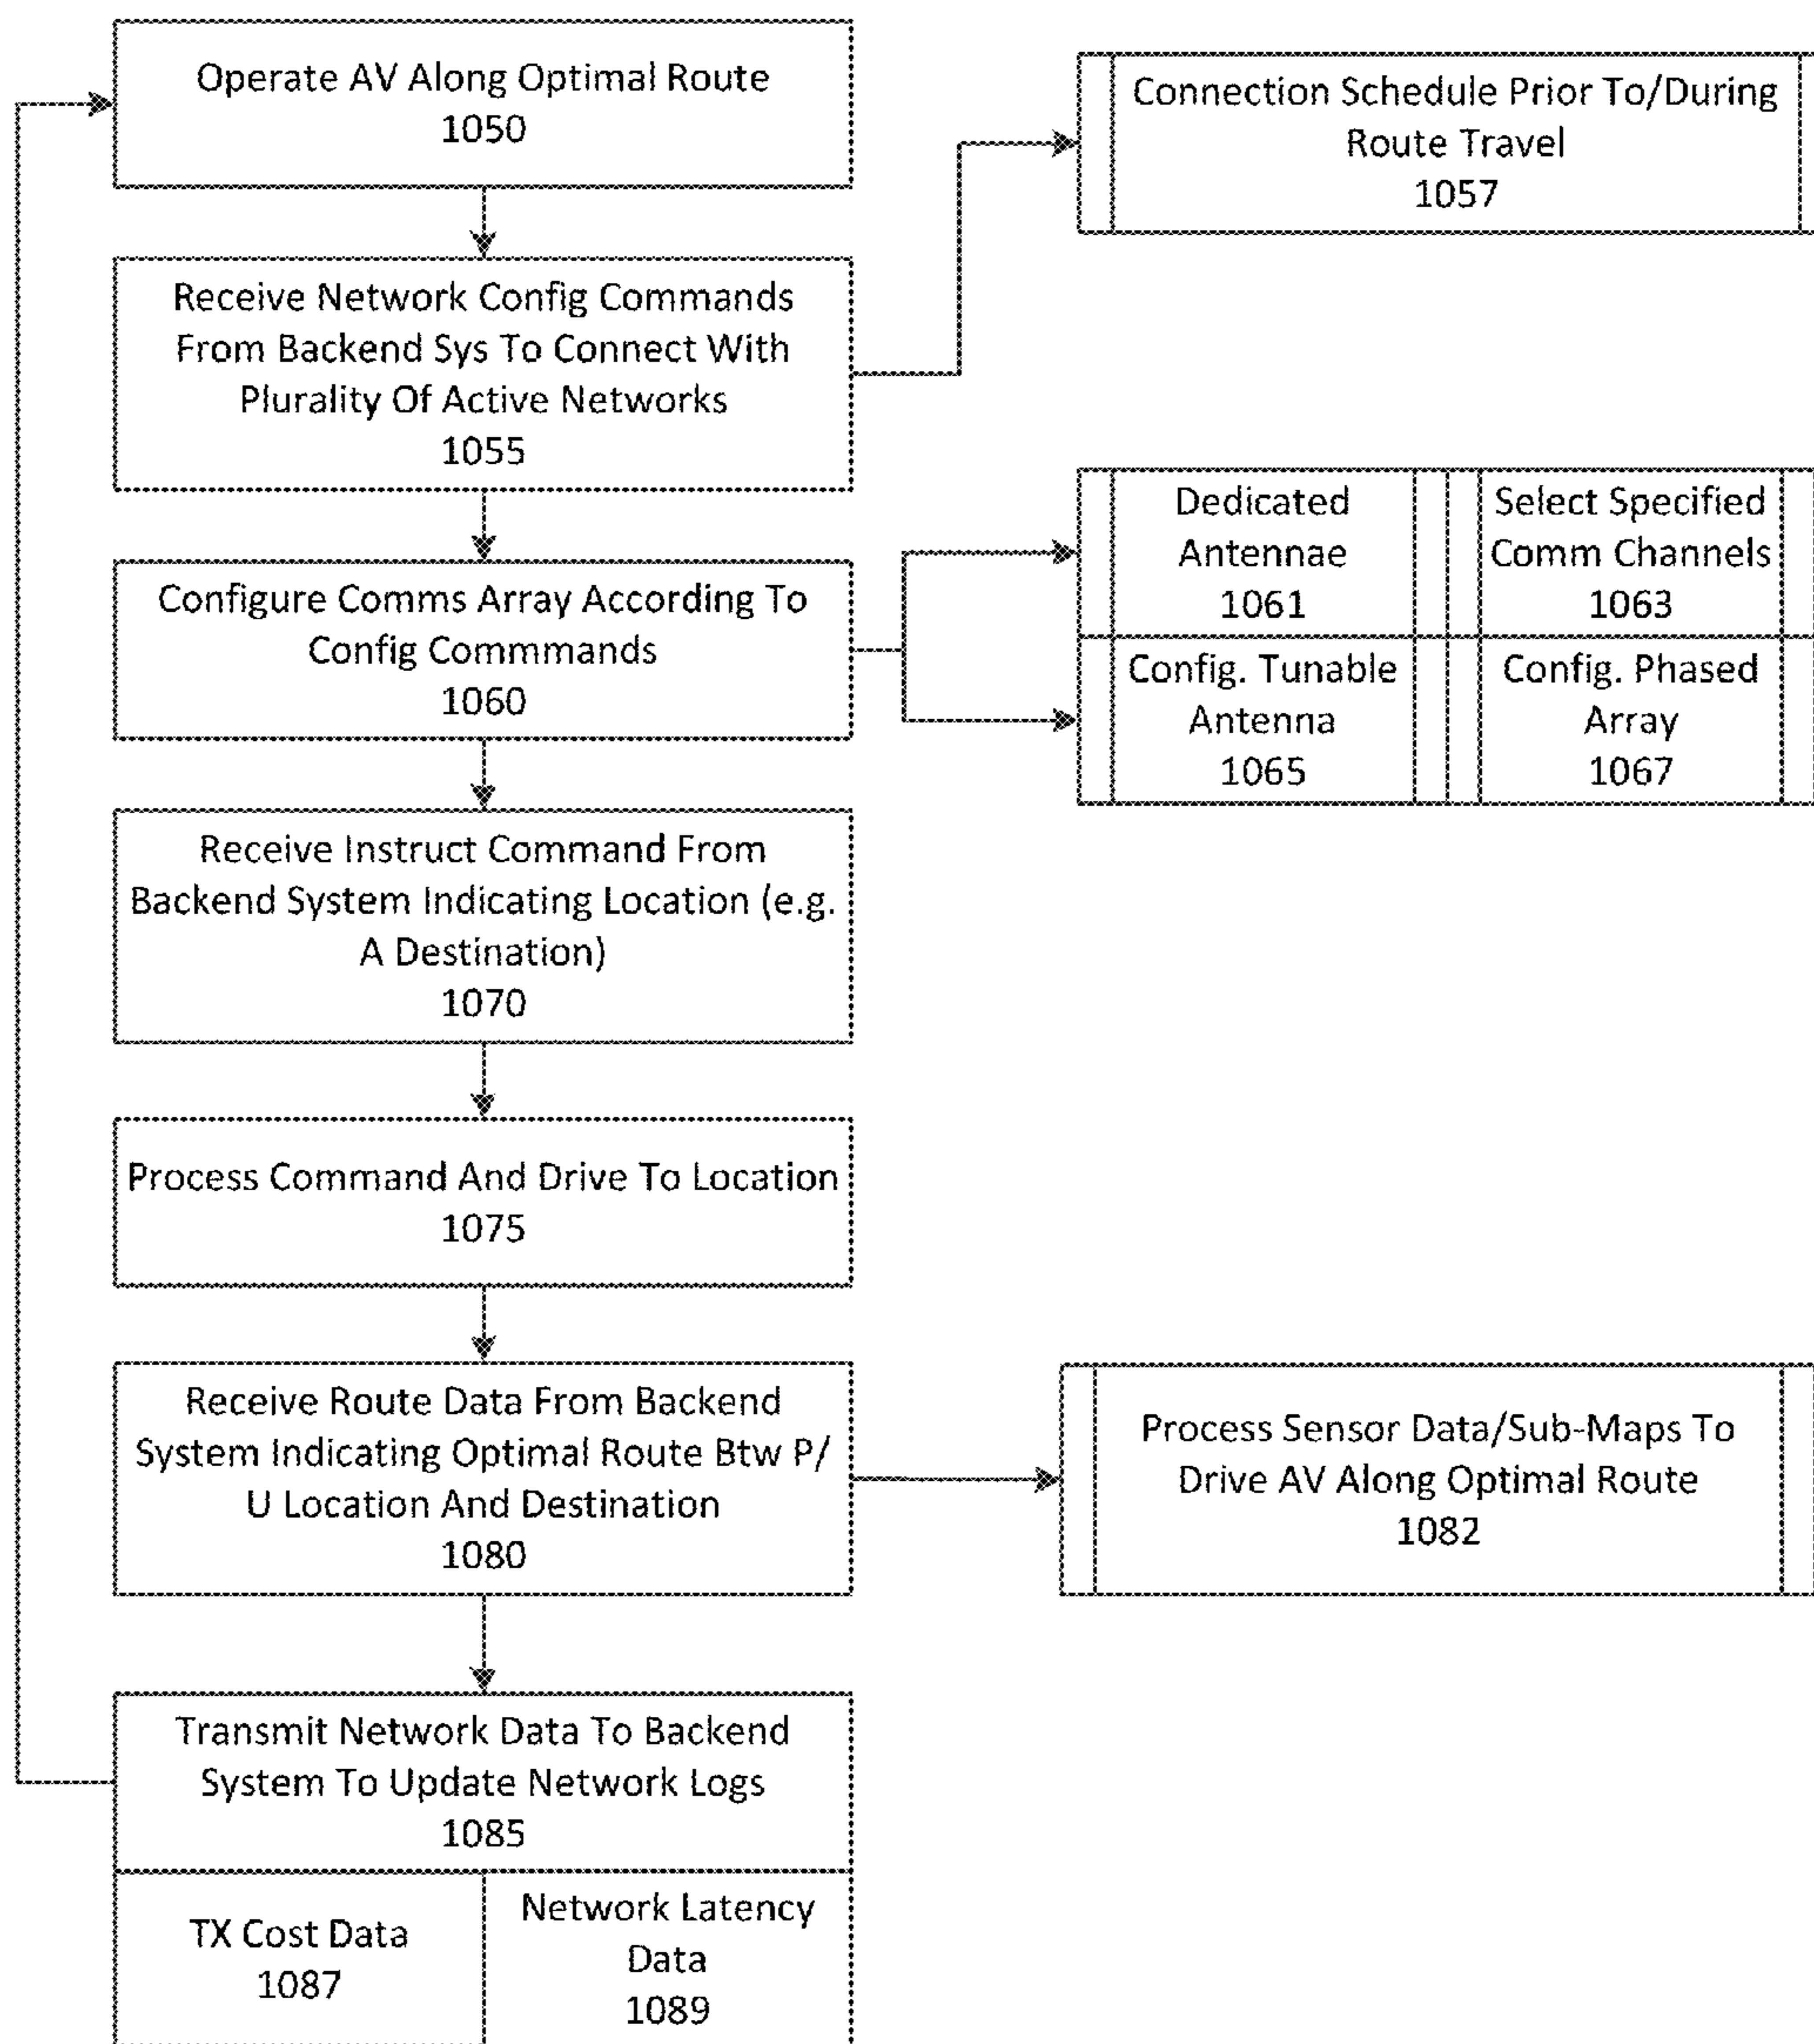 Operate AV Along Optimal Route
1050
Connection Schedule Prior To/During
Route Travel
1057
Receive Network Config Commands
From Backend Sys To Connect With
Plurality Of Active Networks
1055
Dedicated
Antennae
1061
Select Specified
Comm Channels
1063
Configure Comms Array According To
Config Commmands
1060
Config. Tunable
Antenna
1065
Config. Phased
Array
1067
Receive Instruct Command From
Backend System Indicating Location (e.g.
A Destination)
1070
Process Command And Drive To Location
1075
Receive Route Data From Backend
System Indicating Optimal Route Btw P/
U Location And Destination
1080
Process Sensor Data/Sub-Maps To
Drive AV Along Optimal Route
1082
Transmit Network Data To Backend
System To Update Network Logs
1085
TX Cost Data
1087
Network Latency
Data
1089